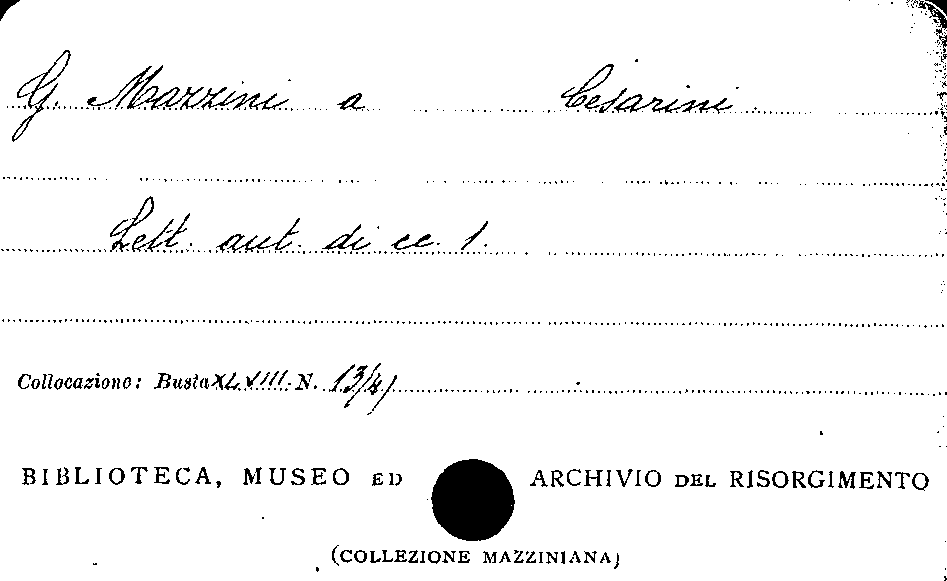 G. Mazzini a Cesarini.
Lett. aut. di cc. 1.
Collocazione: Busta XLVIII. N. 13/4)
BIBLIOTECA, MUSEO ED ARCHIVIO DEL RISORGIMENTO
(COLLEZIONE MAZZINIANA)